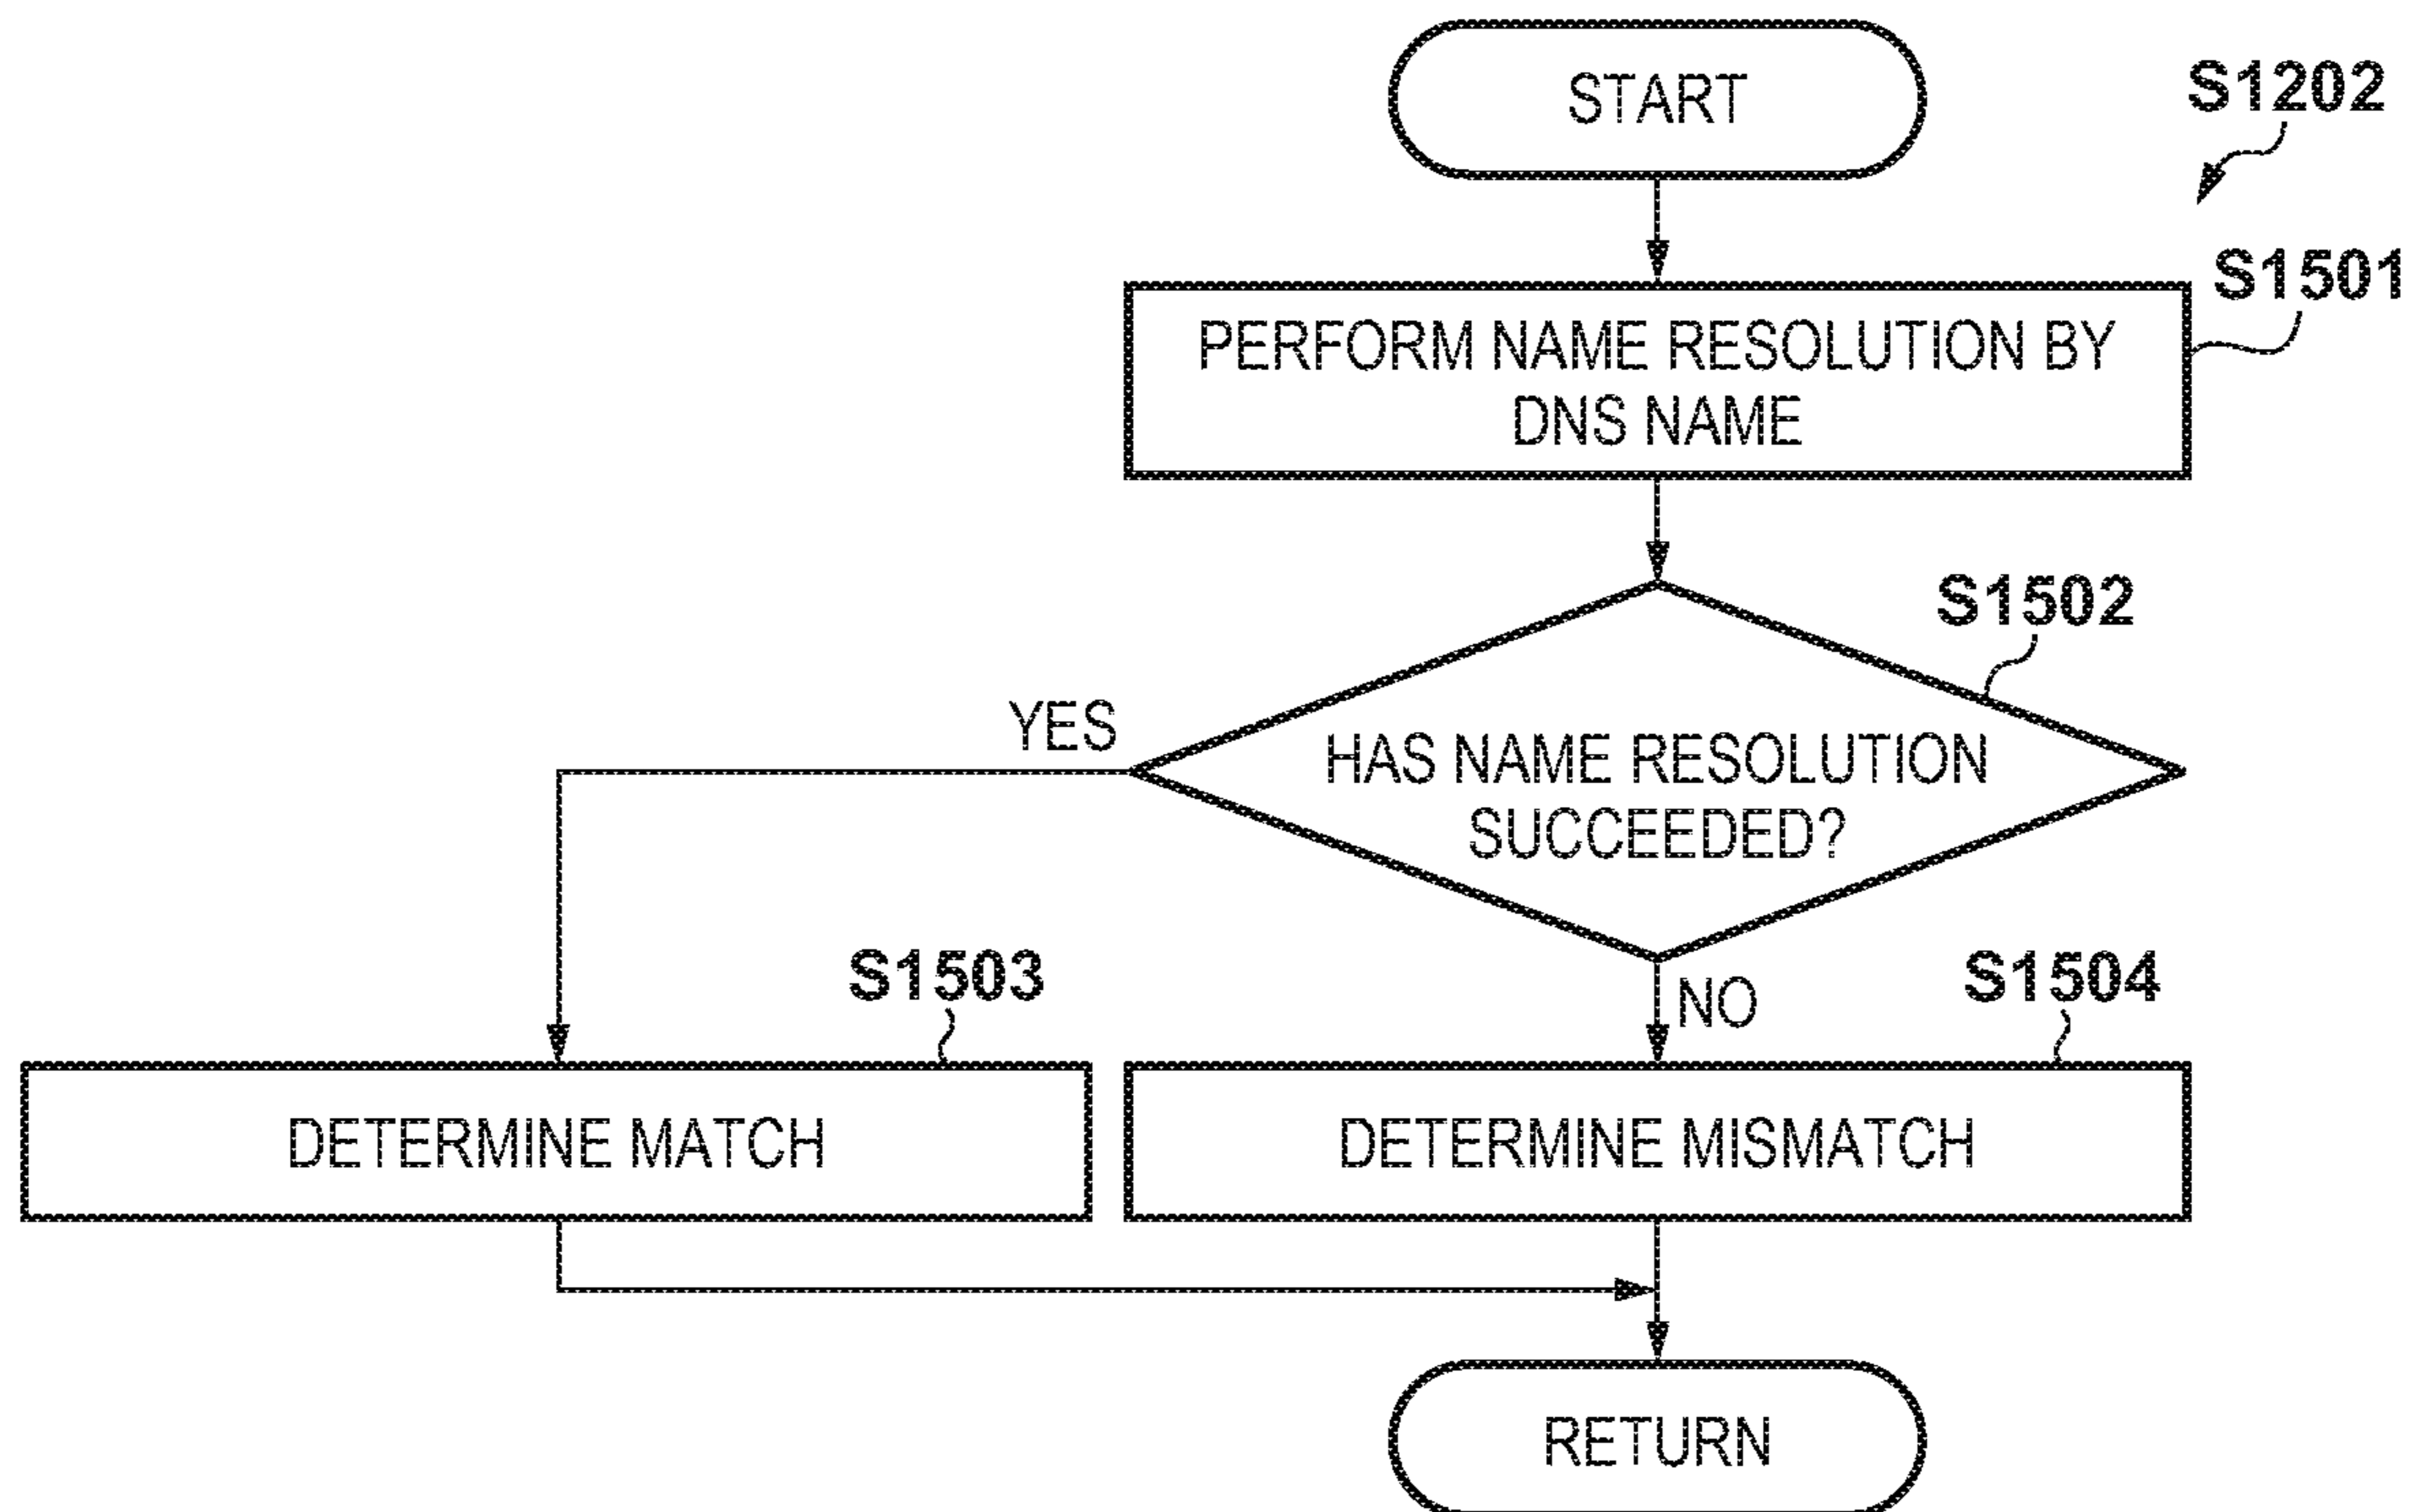 START
S1202
S1501
PERFORM NAME RESOLUTION BY
DNS NAME
S1502
YES
HAS NAME RESOLUTION
SUCCEEDED?
S1503
NO
S1504
DETERMINE MATCH
DETERMINE MISMATCH
RETURN